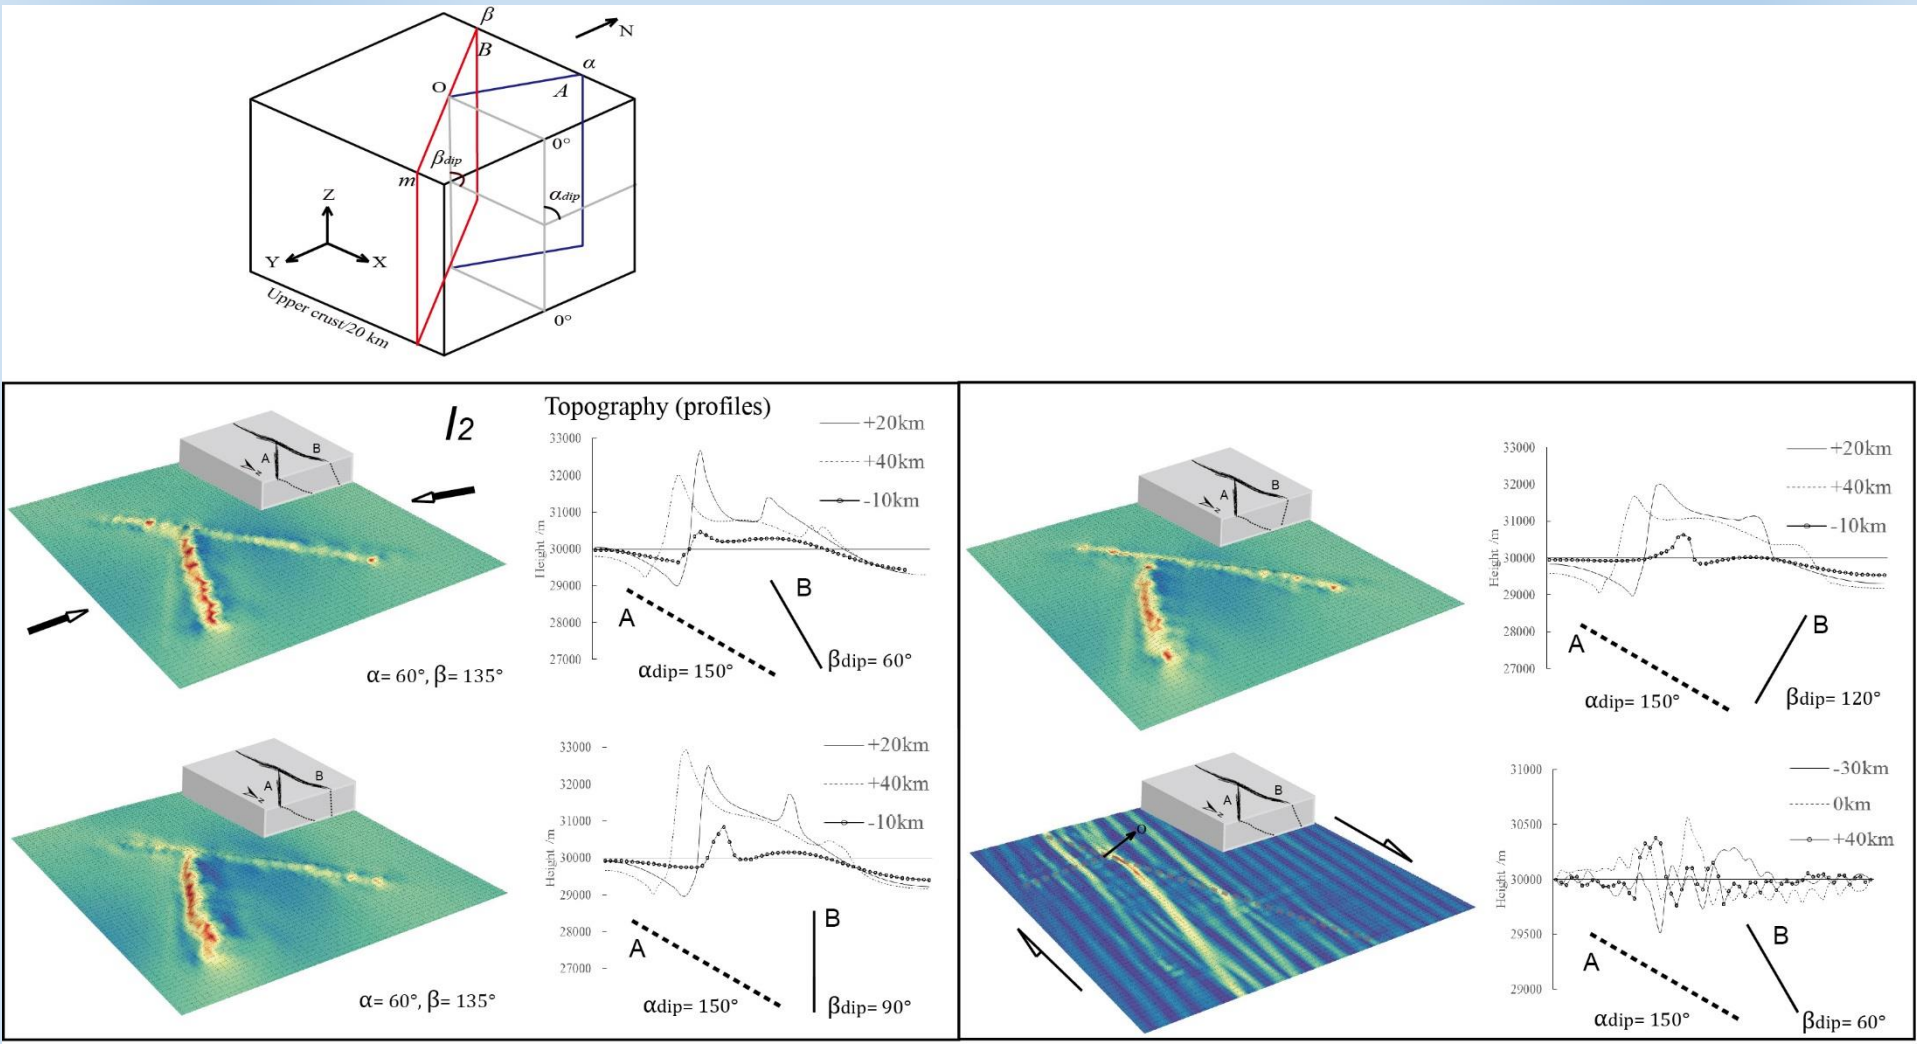 β
B
N
α
A
O
0°
βdip
m
αdip
Z
Y
X
Upper crust/20 km
0°
I2
Topography (profiles)
A
B
N
+20km
+40km
-10km
33000
32000
31000
30000
29000
28000
27000
Height /m
A
B
αdip= 150°
βdip= 60°
α= 60°, β= 135°
A
B
N
+20km
+40km
-10km
33000
32000
31000
30000
29000
28000
27000
Height /m
A
B
αdip= 150°
βdip= 90°
α= 60°, β= 135°
A
B
N
+20km
+40km
-10km
33000
32000
31000
30000
29000
28000
27000
Height /m
A
B
αdip= 150°
βdip= 120°
A
B
N
O
-30km
0km
+40km
31000
30500
30000
29500
29000
Height /m
A
B
αdip= 150°
βdip= 60°